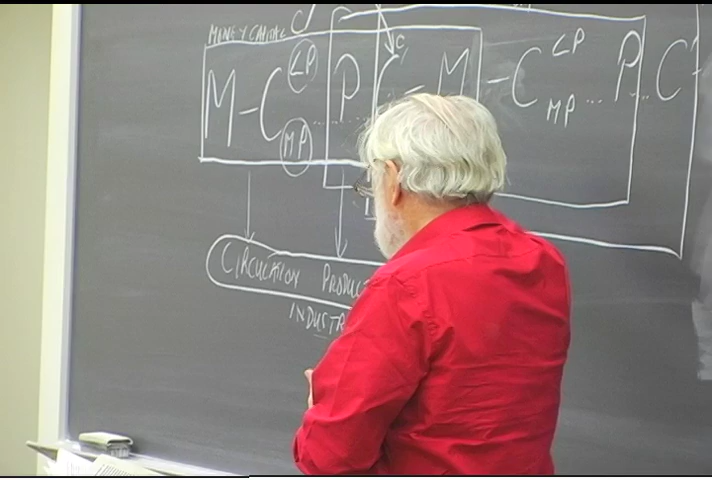 MONEY CAPITAL C'
C
LP LP
M - C ... P ... C' - M - C ... P ... C' -
MP MP
CIRCULATION PRODUC
INDUSTR